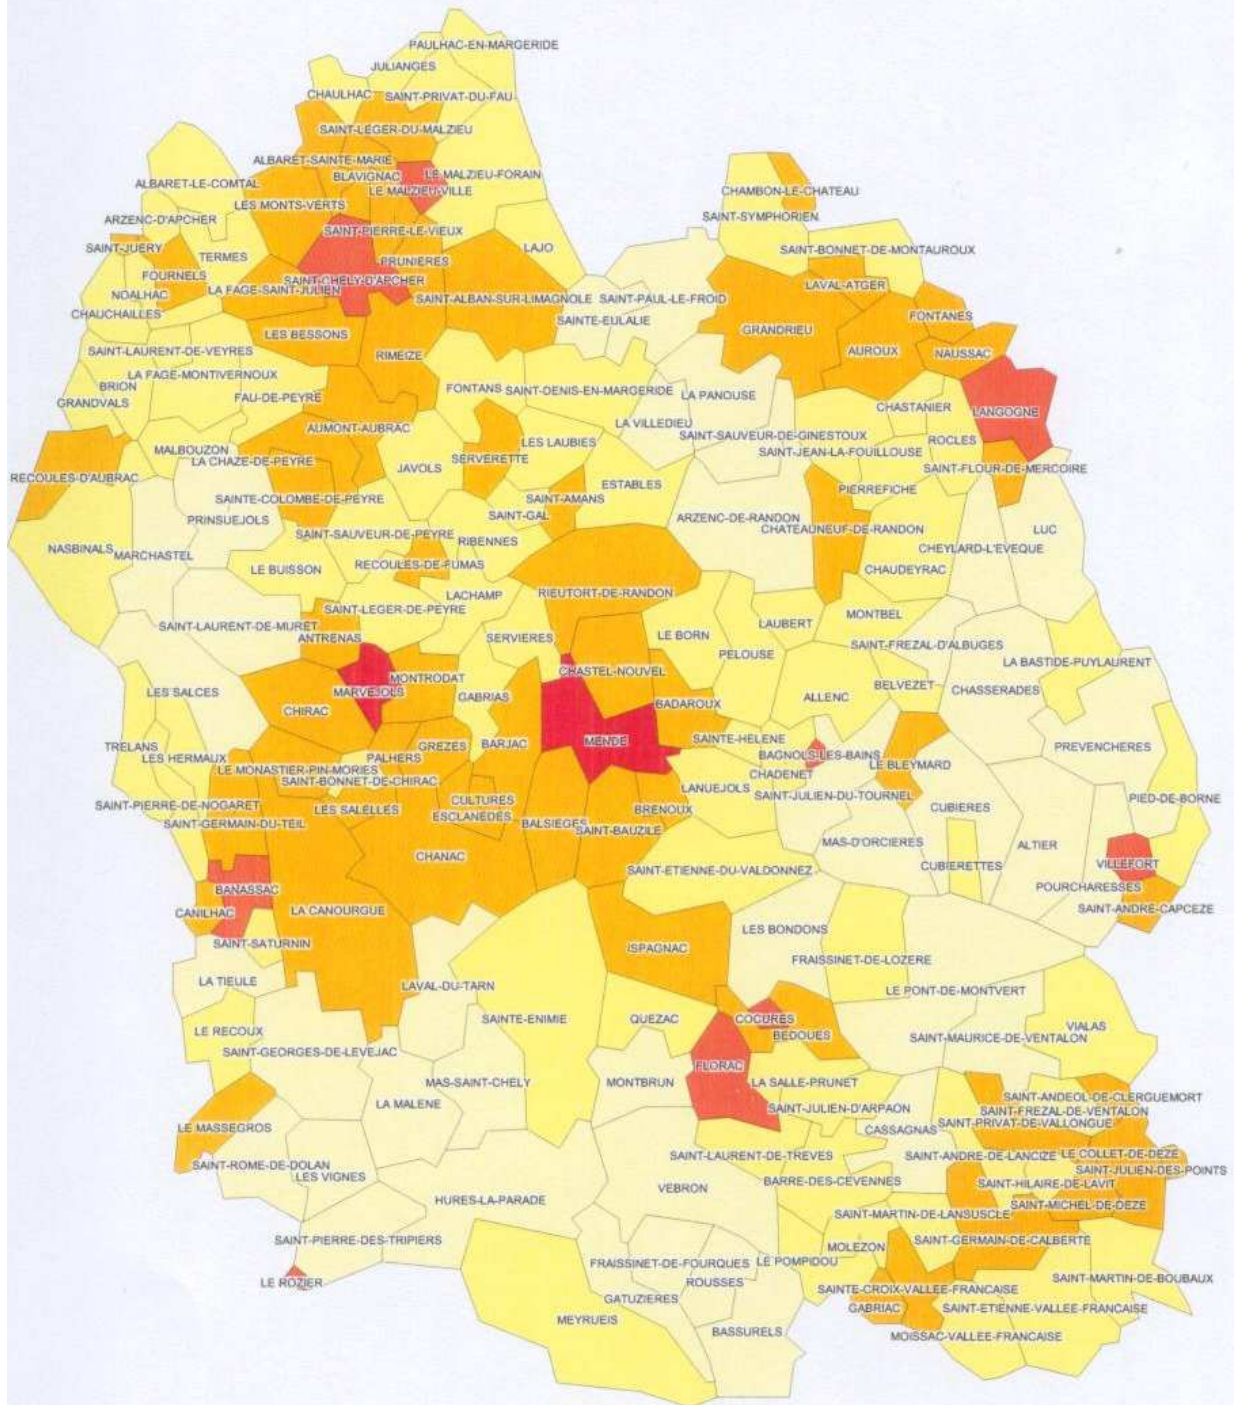 PAULHAC-EN-MARGERIDE
JULIANGES
CHAULHAC
SAINT-PRIVAT-DU-FAU
SAINT-LEGER-DU-MALZIEU
ALBARET-SAINTE-MARIE
BLAVIGNAC
LE MALZIEU-FORAIN
ALBARET-LE-COMTAL
LE MALZIEU-VILLE
CHAMBON-LE-CHATEAU
LES MONTS-VERTS
ARZENC-D'APCHER
SAINT-SYMPHORIEN
SAINT-PIERRE-LE-VIEUX
SAINT-JUERY
LAJO
SAINT-BONNET-DE-MONTAUROUX
TERMES
PRUNIERES
FOURNELS
SAINT-CHELY-D'APCHER
LAVAL-ATGER
LA FAGE-SAINT-JULIEN
NOALHAC
SAINT-ALBAN-SUR-LIMAGNOLE
SAINT-PAUL-LE-FROID
CHAUCHAILLES
FONTANES
SAINTE-EULALIE
GRANDRIEU
LES BESSONS
SAINT-LAURENT-DE-VEYRES
RIMEIZE
AUROUX
NAUSSAC
LA FAGE-MONTIVERNOUX
BRION
FONTANS
SAINT-DENIS-EN-MARGERIDE
LA PANOUSE
FAU-DE-PEYRE
GRANDVALS
CHASTANIER
LANGOGNE
LA VILLEDIEU
AUMONT-AUBRAC
SAINT-SAUVEUR-DE-GINESTOUX
ROCLES
LES LAUBIES
MALBOUZON
SAINT-JEAN-LA-FOUILLOUSE
LA CHAZE-DE-PEYRE
SERVERETTE
JAVOLS
SAINT-FLOUR-DE-MERCOIRE
RECOULES-D'AUBRAC
ESTABLES
PIERREFICHE
SAINTE-COLOMBE-DE-PEYRE
SAINT-AMANS
SAINT-GAL
ARZENC-DE-RANDON
PRINSUEJOLS
CHATEAUNEUF-DE-RANDON
LUC
SAINT-SAUVEUR-DE-PEYRE
RIBENNES
NASBINALS
CHEYLARD-L'EVEQUE
MARCHASTEL
RECOULES-DE-FUMAS
LE BUISSON
CHAUDEYRAC
RIEUTORT-DE-RANDON
LACHAMP
SAINT-LEGER-DE-PEYRE
MONTBEL
LAUBERT
SAINT-LAURENT-DE-MURET
ANTRENAS
SERVIERES
LE BORN
SAINT-FREZAL-D'ALBUGES
PELOUSE
LA BASTIDE-PUYLAURENT
CHASTEL-NOUVEL
MONTRODAT
BELVEZET
CHASSERADES
LES SALCES
MARVEJOLS
GABRIAS
ALLENC
BADAROUX
CHIRAC
SAINTE-HELENE
MENDE
BARJAC
TRELANS
GREZES
PREVENCHERES
LES HERMAUX
PALHERS
BAGNOLS-LES-BAINS
LE BLEYMARD
LE MONASTIER-PIN-MORIES
CHADENET
SAINT-BONNET-DE-CHIRAC
LANUEJOLS
SAINT-JULIEN-DU-TOURNEL
PIED-DE-BORNE
CULTURES
SAINT-PIERRE-DE-NOGARET
CUBIERES
LES SALELLES
BRENOUX
ESCLANEDES
SAINT-GERMAIN-DU-TEIL
BALSIEGES
SAINT-BAUZILE
MAS-D'ORCIERES
ALTIER
CHANAC
VILLEFORT
CUBIERETTES
SAINT-ETIENNE-DU-VALDONNEZ
BANASSAC
POURCHARESSES
SAINT-ANDRE-CAPCEZE
LA CANOURGUE
CANILHAC
LES BONDONS
SAINT-SATURNIN
ISPAGNAC
FRAISSINET-DE-LOZERE
LA TIEULE
LAVAL-DU-TARN
LE PONT-DE-MONTVERT
SAINTE-ENIMIE
QUEZAC
COCURES
VIALAS
LE RECOUX
BEDOUES
SAINT-MAURICE-DE-VENTALON
SAINT-GEORGES-DE-LEVEJAC
FLORAC
MAS-SAINT-CHELY
MONTBRUN
LA SALLE-PRUNET
SAINT-ANDEOL-DE-CLERGUEMORT
LA MALENE
SAINT-JULIEN-D'ARPAON
SAINT-FREZAL-DE-VENTALON
SAINT-PRIVAT-DE-VALLONGUE
LE MASSEGROS
CASSAGNAS
SAINT-LAURENT-DE-TREVES
SAINT-ANDRE-DE-LANCIZE
LE COLLET-DE-DEZE
SAINT-ROME-DE-DOLAN
SAINT-JULIEN-DES-POINTS
LES VIGNES
BARRE-DES-CEVENNES
SAINT-HILAIRE-DE-LAVIT
VEBRON
HURES-LA-PARADE
SAINT-MICHEL-DE-DEZE
SAINT-MARTIN-DE-LANSUSCLE
SAINT-PIERRE-DES-TRIPIERS
SAINT-GERMAIN-DE-CALBERTE
MOLEZON
FRAISSINET-DE-FOURQUES
LE POMPIDOU
LE ROZIER
ROUSSES
SAINT-MARTIN-DE-BOUBAUX
SAINTE-CROIX-VALLEE-FRANCAISE
GATUZIERES
GABRIAC
SAINT-ETIENNE-VALLEE-FRANCAISE
MEYRUEIS
BASSURELS
MOISSAC-VALLEE-FRANCAISE